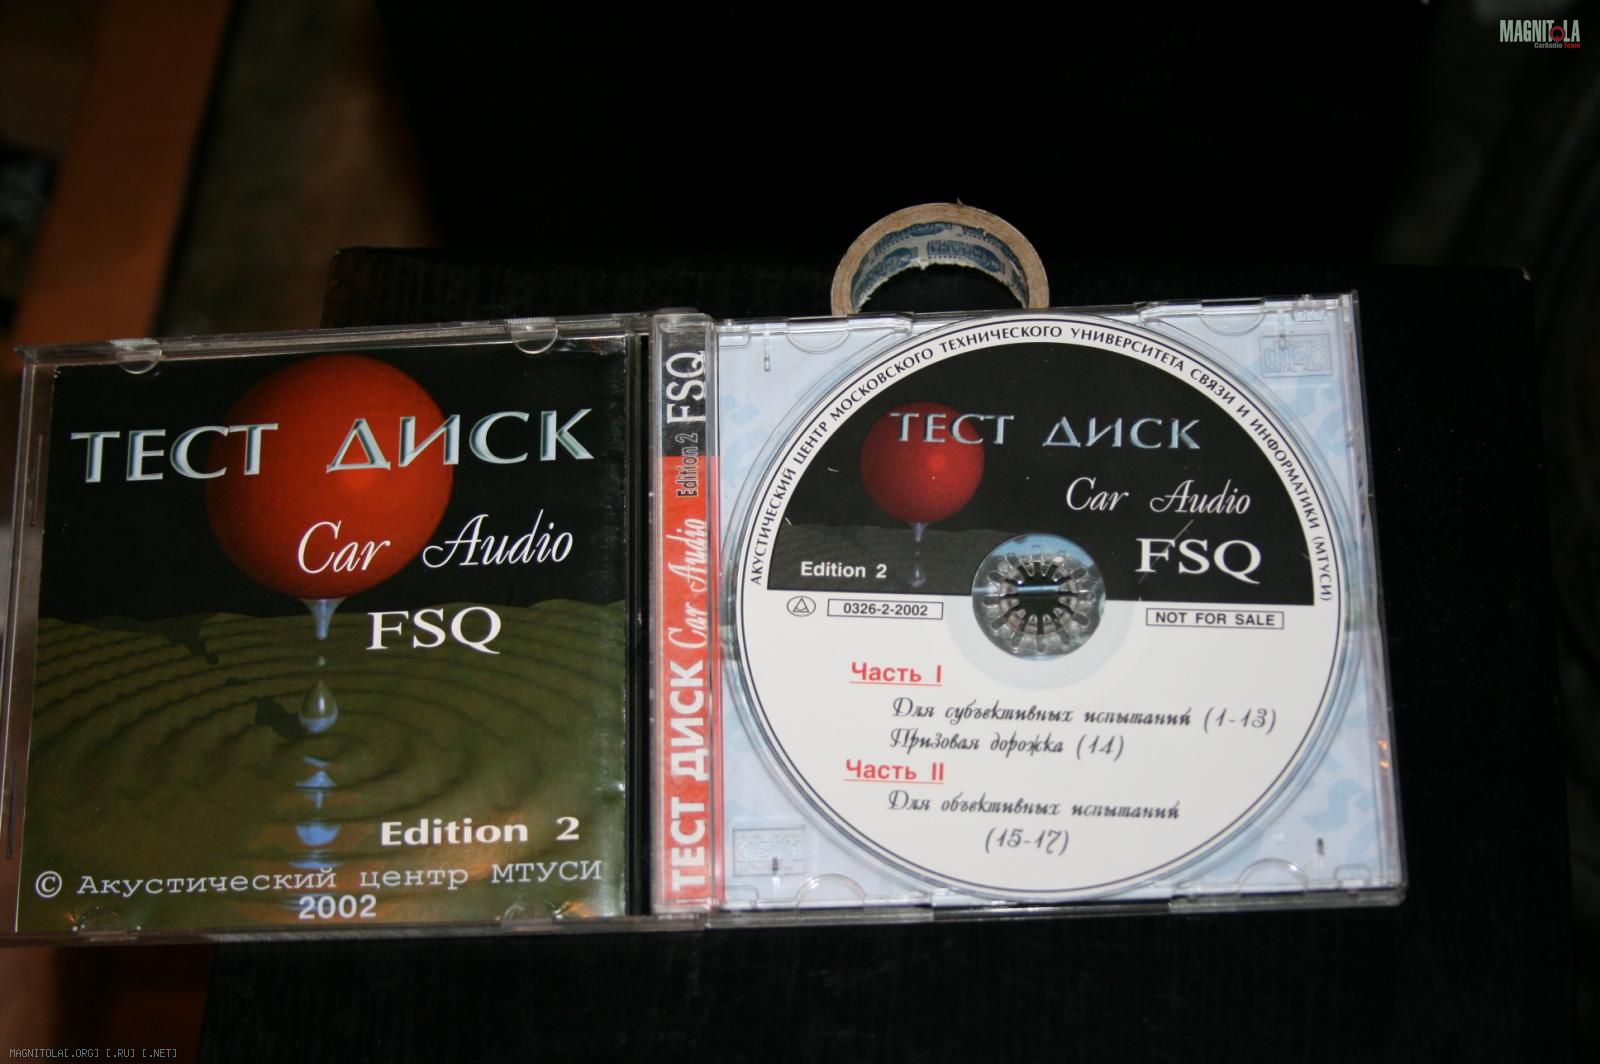 MAGNITOLA
CarAudio Team
ТЕСТ ДИСК
Car Audio
FSQ
Edition 2
© Акустический центр МТУСИ
2002
ТЕСТ ДИСК Car Audio Edition 2 FSQ
АКУСТИЧЕСКИЙ ЦЕНТР МОСКОВСКОГО ТЕХНИЧЕСКОГО УНИВЕРСИТЕТА СВЯЗИ И ИНФОРМАТИКИ (МТУСИ)
ТЕСТ ДИСК
Car Audio
FSQ
Edition 2
0326-2-2002
NOT FOR SALE
Часть I
Для субъективных испытаний (1-13)
Призовая дорожка (14)
Часть II
Для объективных испытаний
(15-17)
MAGNITOLA[.ORG] [.RU] [.NET]